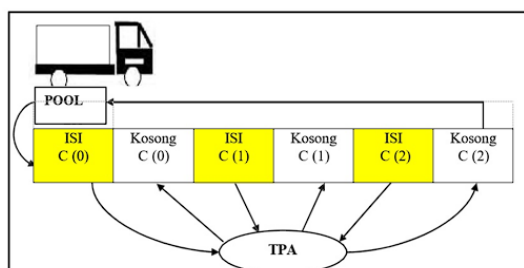 POOL
ISI
C (0)
Kosong
C (0)
ISI
C (1)
Kosong
C (1)
ISI
C (2)
Kosong
C (2)
TPA